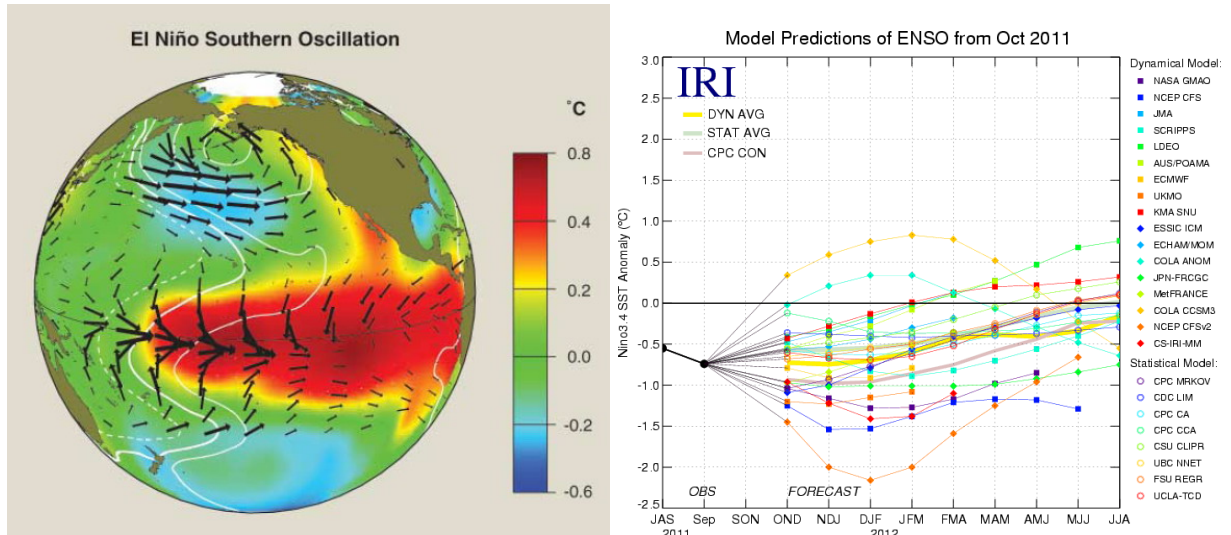 El Niño Southern Oscillation
°C
0.8
0.4
0.2
0.0
-0.2
-0.6
Model Predictions of ENSO from Oct 2011
IRI
DYN AVG
STAT AVG
CPC CON
Nino3.4 SST Anomaly (ºC)
3.0
2.5
2.0
1.5
1.0
0.5
0.0
-0.5
-1.0
-1.5
-2.0
-2.5
OBS
FORECAST
JAS
Sep
SON
OND
NDJ
DJF
JFM
FMA
MAM
AMJ
MJJ
JJA
2011
2012
Dynamical Model:
NASA GMAO
NCEP CFS
JMA
SCRIPPS
LDEO
AUS/POAMA
ECMWF
UKMO
KMA SNU
ESSIC ICM
ECHAM/MOM
COLA ANOM
JPN-FRCGC
MetFRANCE
COLA CCSM3
NCEP CFSv2
CS-IRI-MM
Statistical Model:
CPC MRKOV
CDC LIM
CPC CA
CPC CCA
CSU CLIPR
UBC NNET
FSU REGR
UCLA-TCD